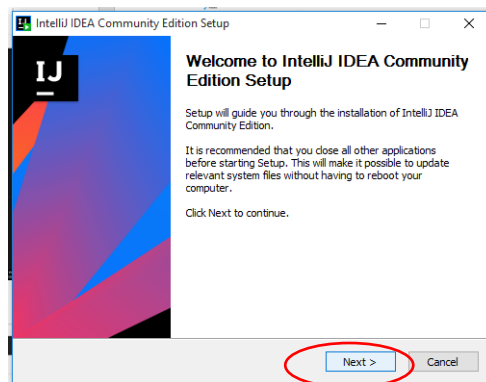 IntelliJ IDEA Community Edition Setup
IJ
Welcome to IntelliJ IDEA Community
Edition Setup
Setup will guide you through the installation of IntelliJ IDEA
Community Edition.
It is recommended that you close all other applications
before starting Setup. This will make it possible to update
relevant system files without having to reboot your
computer.
Click Next to continue.
Next >
Cancel